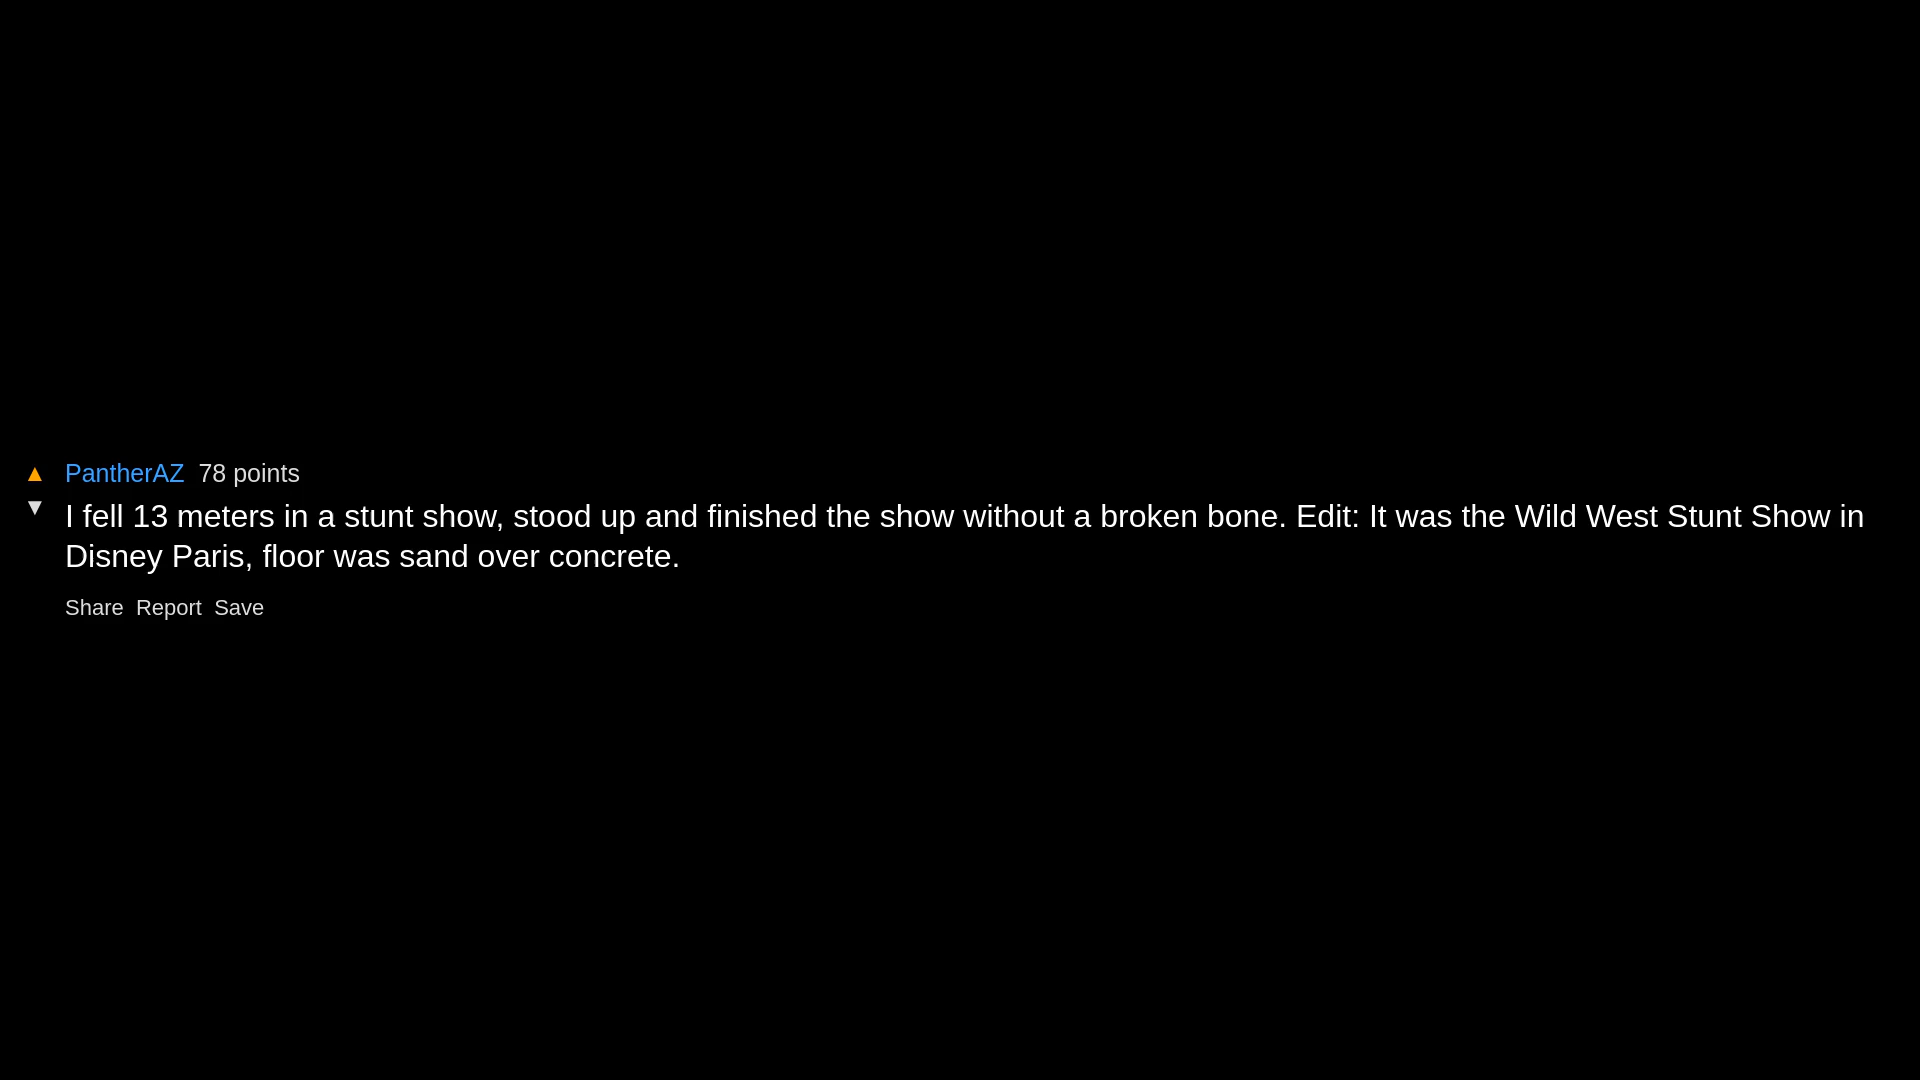 ▲ PantherAZ 78 points
▼ I fell 13 meters in a stunt show, stood up and finished the show without a broken bone. Edit: It was the Wild West Stunt Show in
Disney Paris, floor was sand over concrete.
Share Report Save